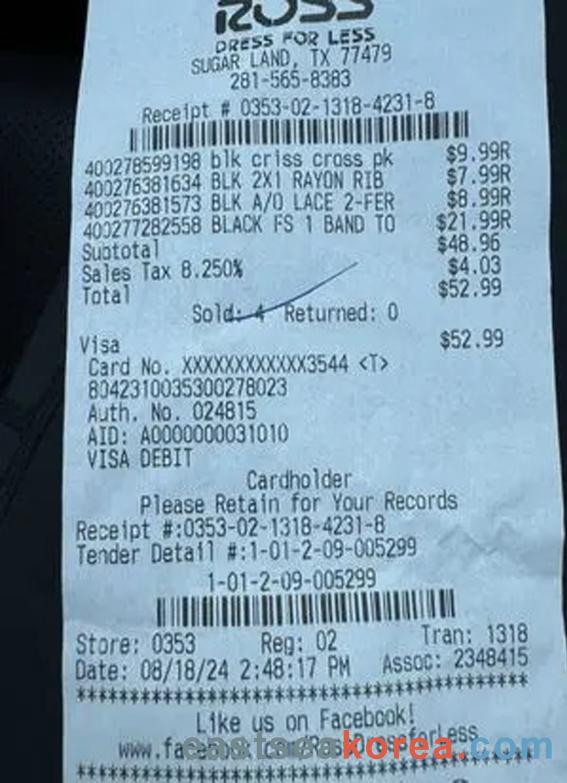 ROSS
DRESS FOR LESS
SUGAR LAND, TX 77479
281-565-8383
Receipt # 0353-02-1318-4231-8
400278599198 blk criss cross pk $9.99R
400276381634 BLK 2X1 RAYON RIB $7.99R
400276381573 BLK A/O LACE 2-FER $8.99R
400277282558 BLACK FS 1 BAND TO $21.99R
Subtotal $48.96
Sales Tax 8.250% $4.03
Total $52.99
Sold: 4 Returned: 0
Visa $52.99
Card No. XXXXXXXXXXXX3544 <T>
8042310035300278023
Auth. No. 024815
AID: A0000000031010
VISA DEBIT
Cardholder
Please Retain for Your Records
Receipt #:0353-02-1318-4231-8
Tender Detail #:1-01-2-09-005299
1-01-2-09-005299
Store: 0353 Reg: 02 Tran: 1318
Date: 08/18/24 2:48:17 PM Assoc: 2348415
****************************************
Like us on Facebook!
www.facebook.com/RossDressforLess
eastseakorea.com
****************************************